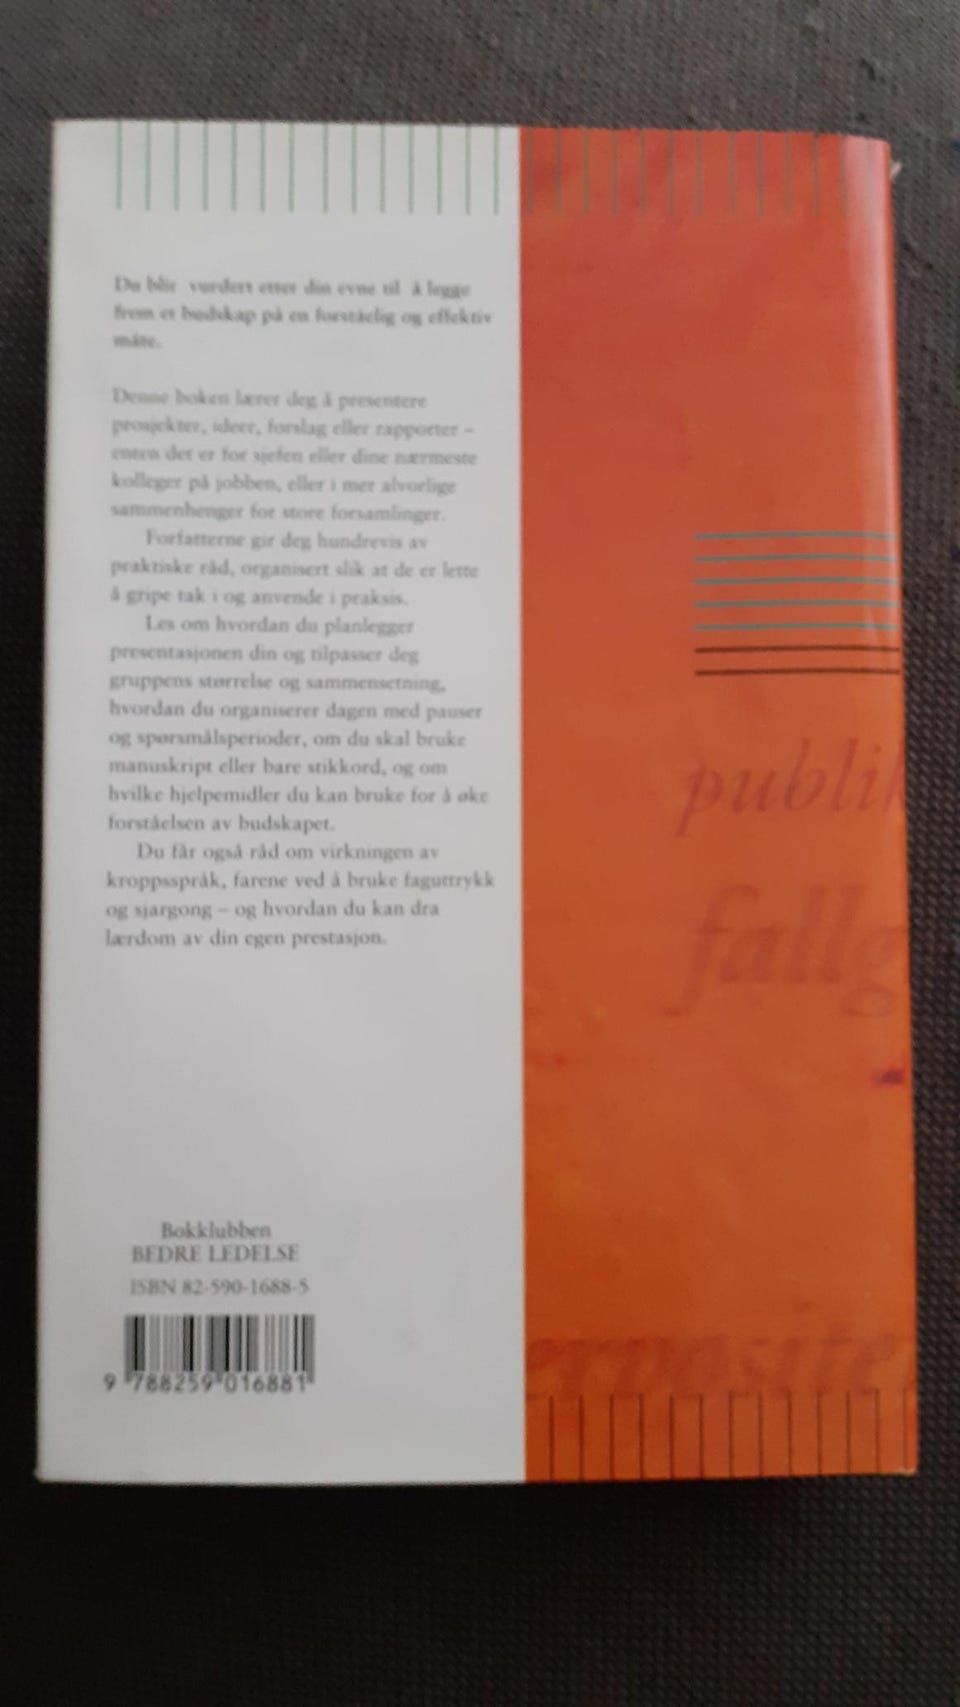 Du blir vurdert etter din evne til å legge
frem et budskap på en forståelig og effektiv
måte.
Denne boken lærer deg å presentere
prosjekter, ideer, forslag eller rapporter –
enten det er for sjefen eller dine nærmeste
kolleger på jobben, eller i mer alvorlige
sammenhenger for store forsamlinger.
Forfatterne gir deg hundrevis av
praktiske råd, organisert slik at de er lette
å gripe tak i og anvende i praksis.
Les om hvordan du planlegger
presentasjonen din og tilpasser deg
gruppens størrelse og sammensetning,
hvordan du organiserer dagen med pauser
og spørsmålsperioder, om du skal bruke
manuskript eller bare stikkord, og om
hvilke hjelpemidler du kan bruke for å øke
forståelsen av budskapet.
Du får også råd om virkningen av
kroppsspråk, farene ved å bruke faguttrykk
og sjargong – og hvordan du kan dra
lærdom av din egen prestasjon.
Bokklubben
BEDRE LEDELSE
ISBN 82-590-1688-5
9 788259 016881
publik
fallg
ervøsite